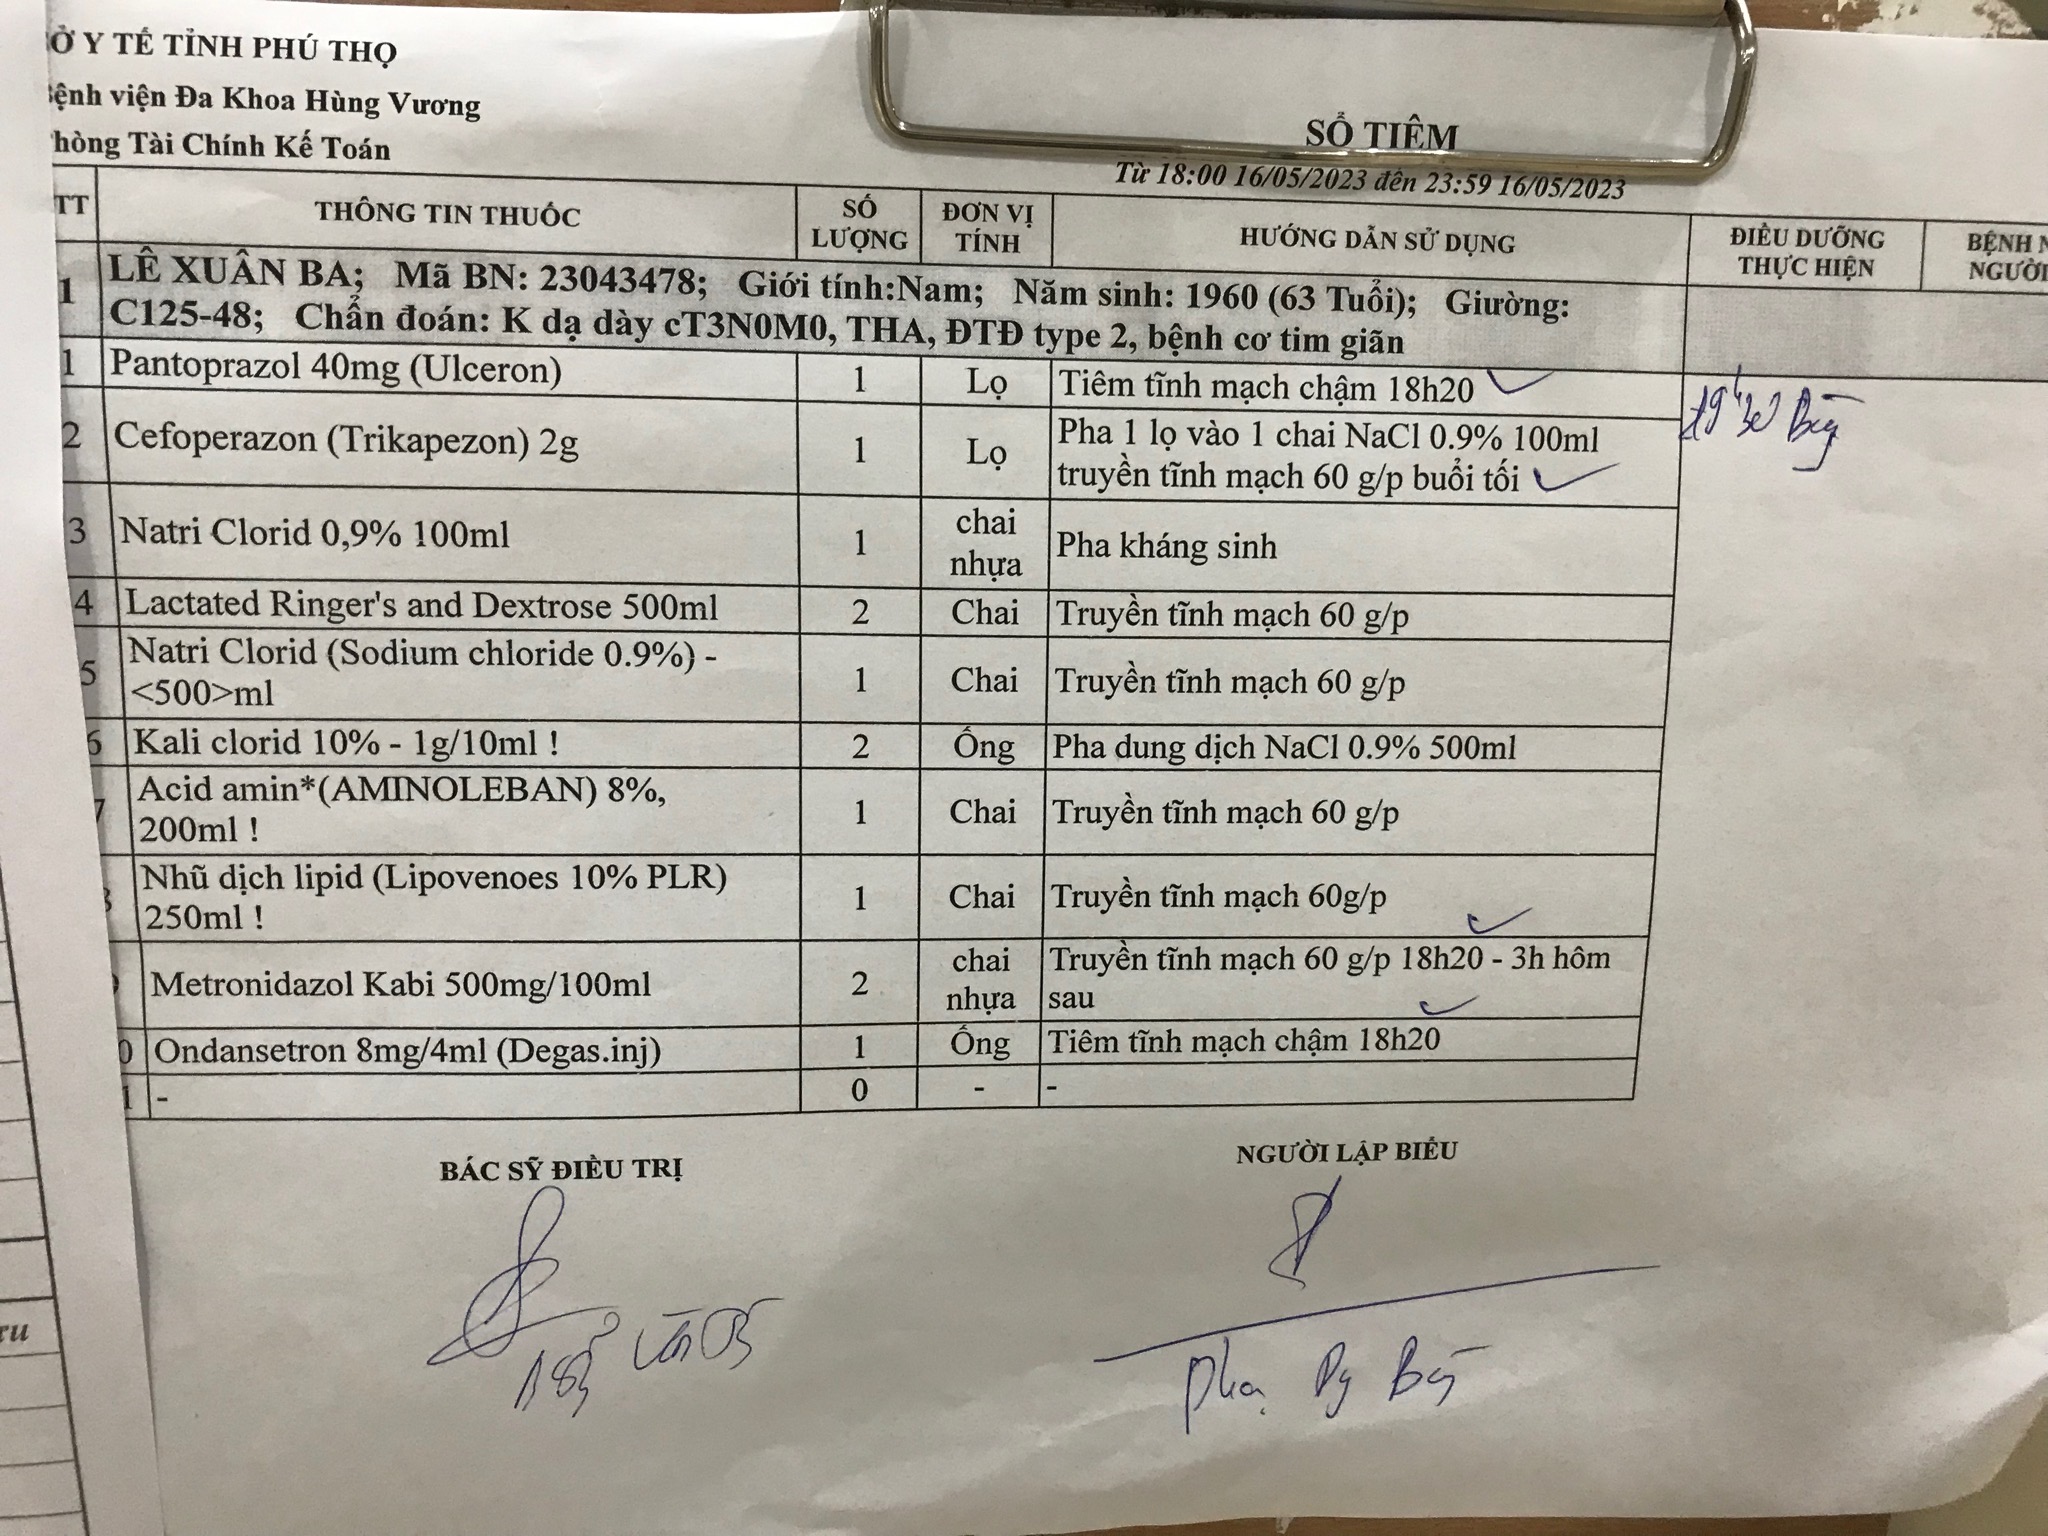 Ở Y TẾ TỈNH PHÚ THỌ
ệnh viện Đa Khoa Hùng Vương
hòng Tài Chính Kế Toán
SỔ TIÊM
Từ 18:00 16/05/2023 đến 23:59 16/05/2023
TT THÔNG TIN THUỐC SỐ LƯỢNG ĐƠN VỊ TÍNH HƯỚNG DẪN SỬ DỤNG ĐIỀU DƯỠNG THỰC HIỆN BỆNH NGƯỜI
1 LÊ XUÂN BA; Mã BN: 23043478; Giới tính:Nam; Năm sinh: 1960 (63 Tuổi); Giường:
C125-48; Chẩn đoán: K dạ dày cT3N0M0, THA, ĐTĐ type 2, bệnh cơ tim giãn
1 Pantoprazol 40mg (Ulceron) 1 Lọ Tiêm tĩnh mạch chậm 18h20
2 Cefoperazon (Trikapezon) 2g 1 Lọ Pha 1 lọ vào 1 chai NaCl 0.9% 100ml
truyền tĩnh mạch 60 g/p buổi tối
3 Natri Clorid 0,9% 100ml 1 chai nhựa Pha kháng sinh
4 Lactated Ringer's and Dextrose 500ml 2 Chai Truyền tĩnh mạch 60 g/p
5 Natri Clorid (Sodium chloride 0.9%) -
<500>ml 1 Chai Truyền tĩnh mạch 60 g/p
6 Kali clorid 10% - 1g/10ml ! 2 Ống Pha dung dịch NaCl 0.9% 500ml
7 Acid amin*(AMINOLEBAN) 8%,
200ml ! 1 Chai Truyền tĩnh mạch 60 g/p
Nhũ dịch lipid (Lipovenoes 10% PLR)
250ml ! 1 Chai Truyền tĩnh mạch 60g/p
Metronidazol Kabi 500mg/100ml 2 chai nhựa Truyền tĩnh mạch 60 g/p 18h20 - 3h hôm
sau
0 Ondansetron 8mg/4ml (Degas.inj) 1 Ống Tiêm tĩnh mạch chậm 18h20
1 - 0 - -
BÁC SỸ ĐIỀU TRỊ
NGƯỜI LẬP BIỂU
ru